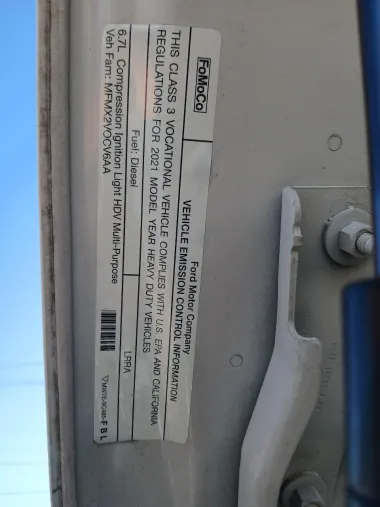 FoMoCo
Ford Motor Company
VEHICLE EMISSION CONTROL INFORMATION
THIS CLASS 3 VOCATIONAL VEHICLE COMPLIES WITH U.S. EPA AND CALIFORNIA
REGULATIONS FOR 2021 MODEL YEAR HEAVY DUTY VEHICLES
Fuel: Diesel
LRRA
6.7L Compression Ignition Light HDV Multi-Purpose
Veh Fam: MFMX2VOCV6AA
F B L